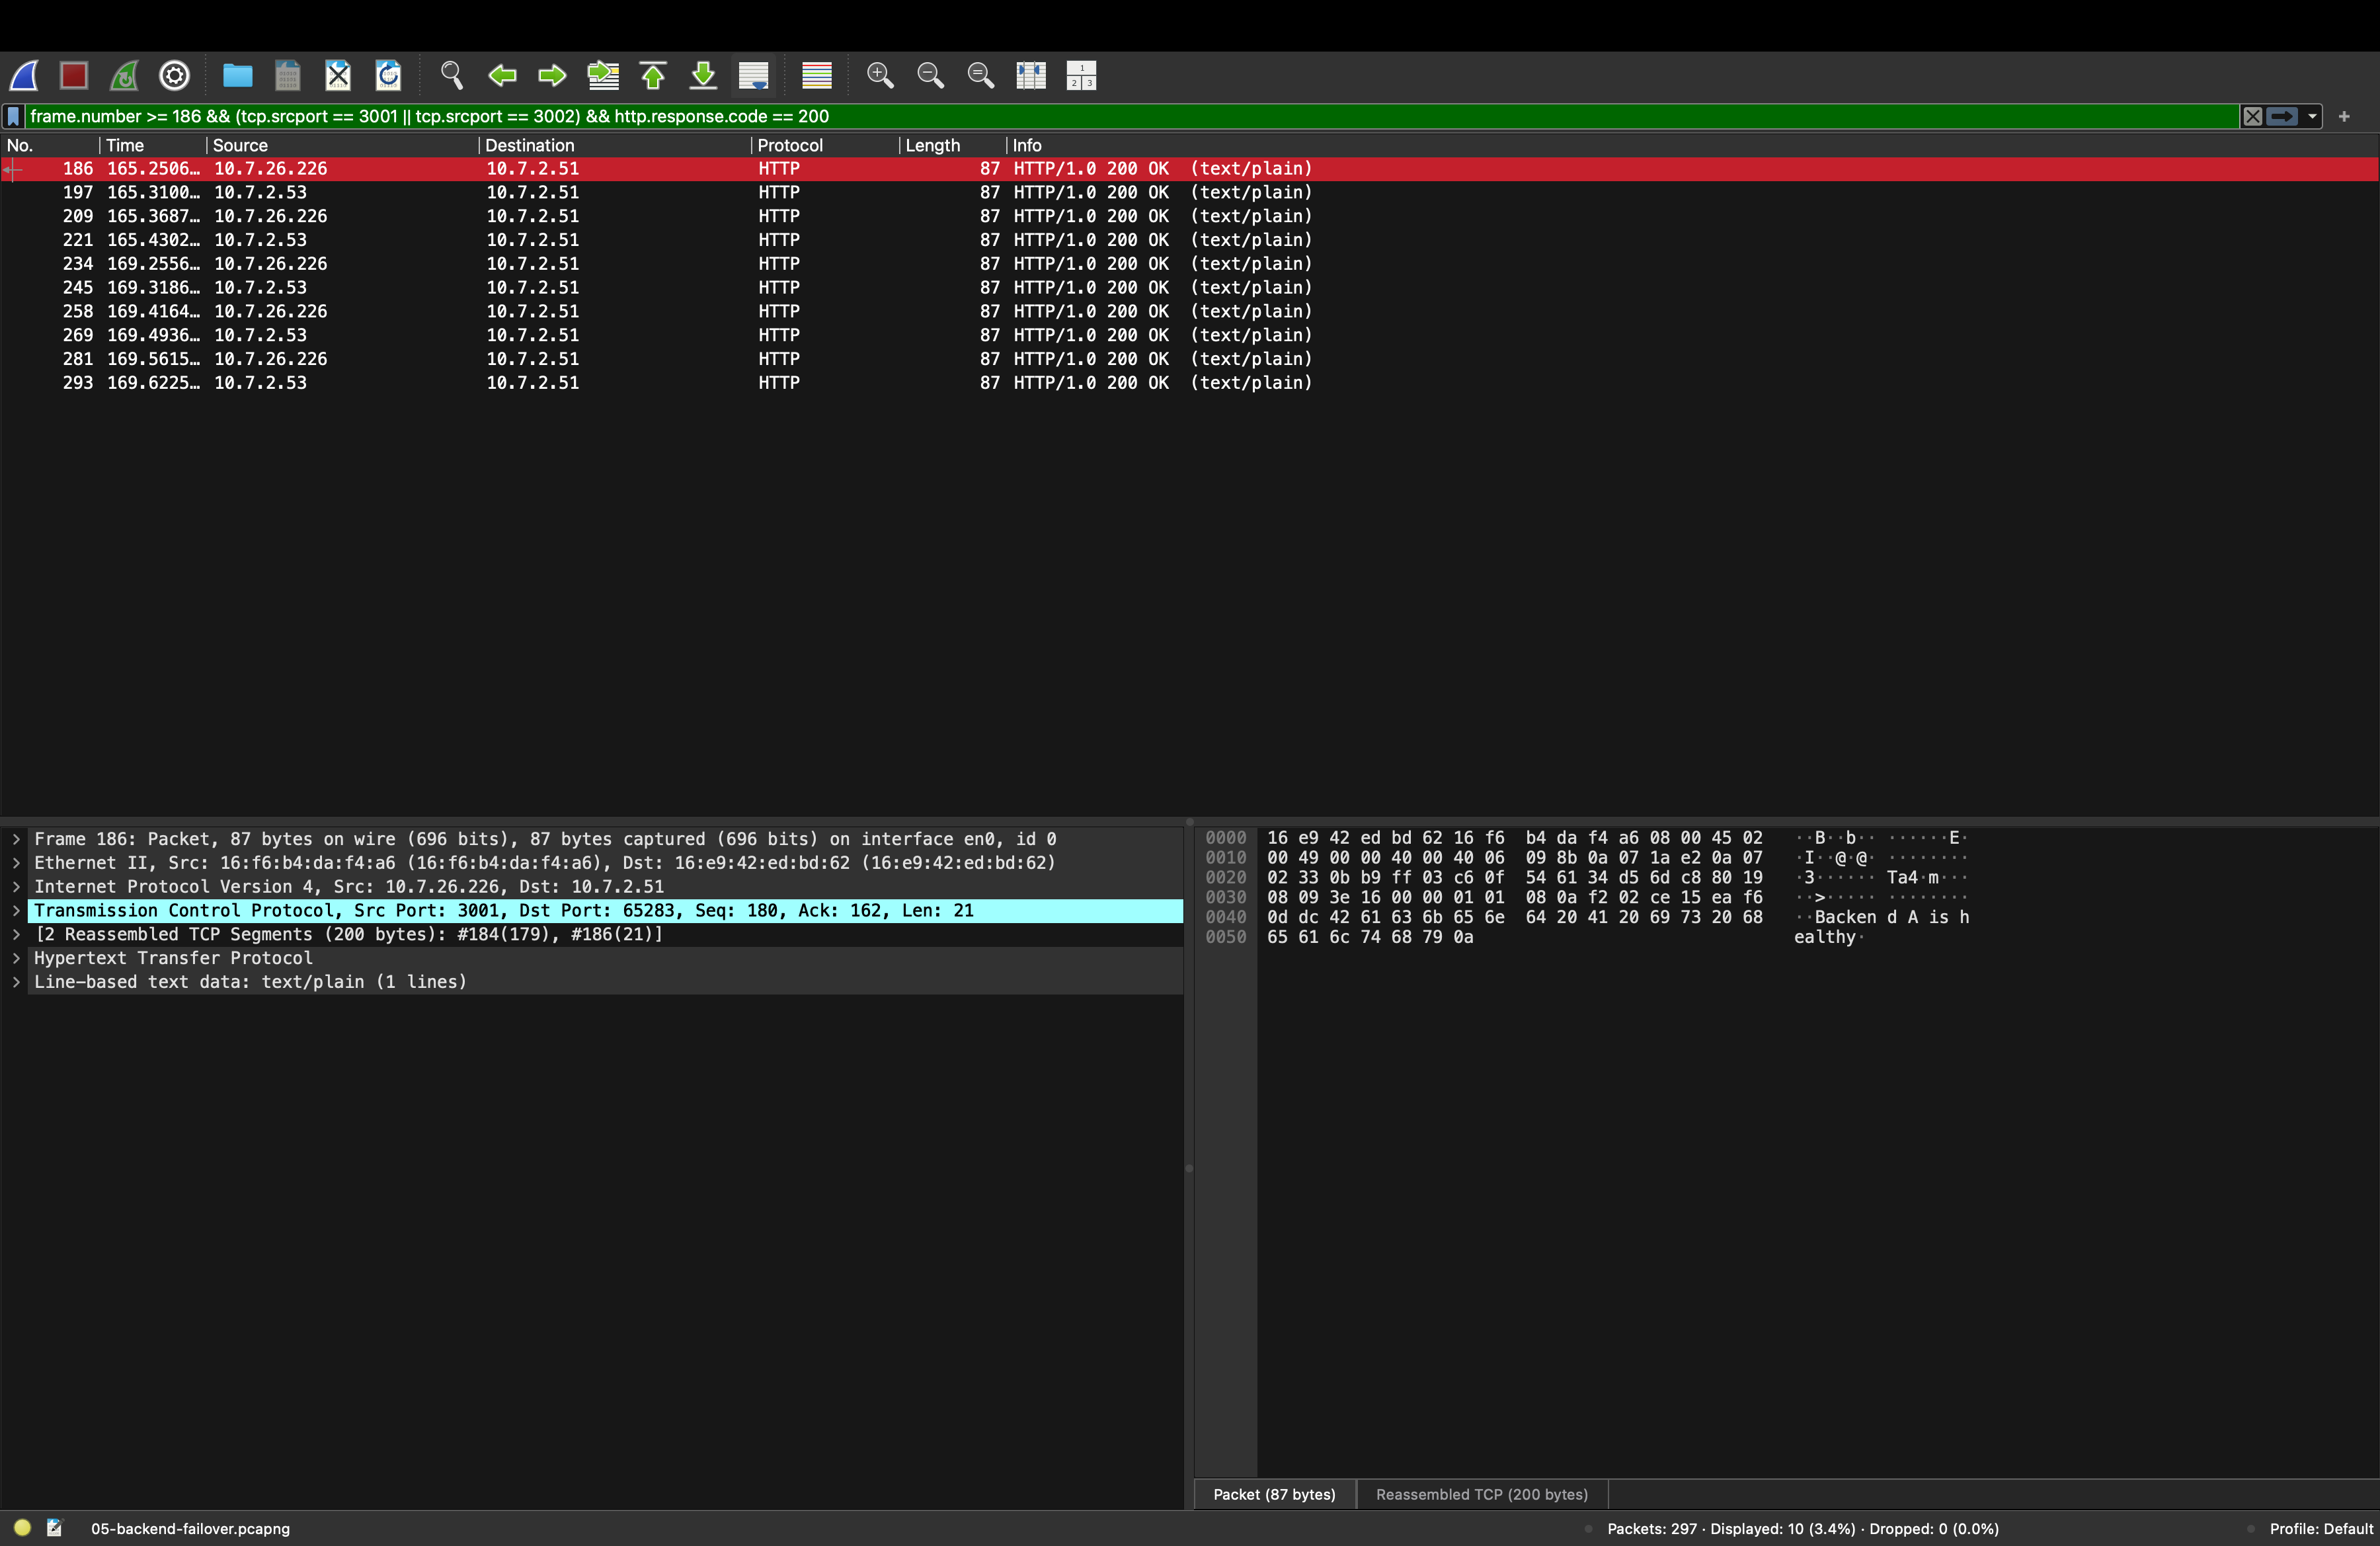 frame.number >= 186 && (tcp.srcport == 3001 || tcp.srcport == 3002) && http.response.code == 200
No. Time Source Destination Protocol Length Info
186 165.2506… 10.7.26.226 10.7.2.51 HTTP 87 HTTP/1.0 200 OK (text/plain)
197 165.3100… 10.7.2.53 10.7.2.51 HTTP 87 HTTP/1.0 200 OK (text/plain)
209 165.3687… 10.7.26.226 10.7.2.51 HTTP 87 HTTP/1.0 200 OK (text/plain)
221 165.4302… 10.7.2.53 10.7.2.51 HTTP 87 HTTP/1.0 200 OK (text/plain)
234 169.2556… 10.7.26.226 10.7.2.51 HTTP 87 HTTP/1.0 200 OK (text/plain)
245 169.3186… 10.7.2.53 10.7.2.51 HTTP 87 HTTP/1.0 200 OK (text/plain)
258 169.4164… 10.7.26.226 10.7.2.51 HTTP 87 HTTP/1.0 200 OK (text/plain)
269 169.4936… 10.7.2.53 10.7.2.51 HTTP 87 HTTP/1.0 200 OK (text/plain)
281 169.5615… 10.7.26.226 10.7.2.51 HTTP 87 HTTP/1.0 200 OK (text/plain)
293 169.6225… 10.7.2.53 10.7.2.51 HTTP 87 HTTP/1.0 200 OK (text/plain)
Frame 186: Packet, 87 bytes on wire (696 bits), 87 bytes captured (696 bits) on interface en0, id 0
Ethernet II, Src: 16:f6:b4:da:f4:a6 (16:f6:b4:da:f4:a6), Dst: 16:e9:42:ed:bd:62 (16:e9:42:ed:bd:62)
Internet Protocol Version 4, Src: 10.7.26.226, Dst: 10.7.2.51
Transmission Control Protocol, Src Port: 3001, Dst Port: 65283, Seq: 180, Ack: 162, Len: 21
[2 Reassembled TCP Segments (200 bytes): #184(179), #186(21)]
Hypertext Transfer Protocol
Line-based text data: text/plain (1 lines)
0000 16 e9 42 ed bd 62 16 f6 b4 da f4 a6 08 00 45 02 ··B··b·· ······E·
0010 00 49 00 00 40 00 40 06 09 8b 0a 07 1a e2 0a 07 ·I··@·@· ········
0020 02 33 0b b9 ff 03 c6 0f 54 61 34 d5 6d c8 80 19 ·3······ Ta4·m···
0030 08 09 3e 16 00 00 01 01 08 0a f2 02 ce 15 ea f6 ··>····· ········
0040 0d dc 42 61 63 6b 65 6e 64 20 41 20 69 73 20 68 ··Backen d A is h
0050 65 61 6c 74 68 79 0a ealthy·
Packet (87 bytes) Reassembled TCP (200 bytes)
05-backend-failover.pcapng Packets: 297 · Displayed: 10 (3.4%) · Dropped: 0 (0.0%) Profile: Default